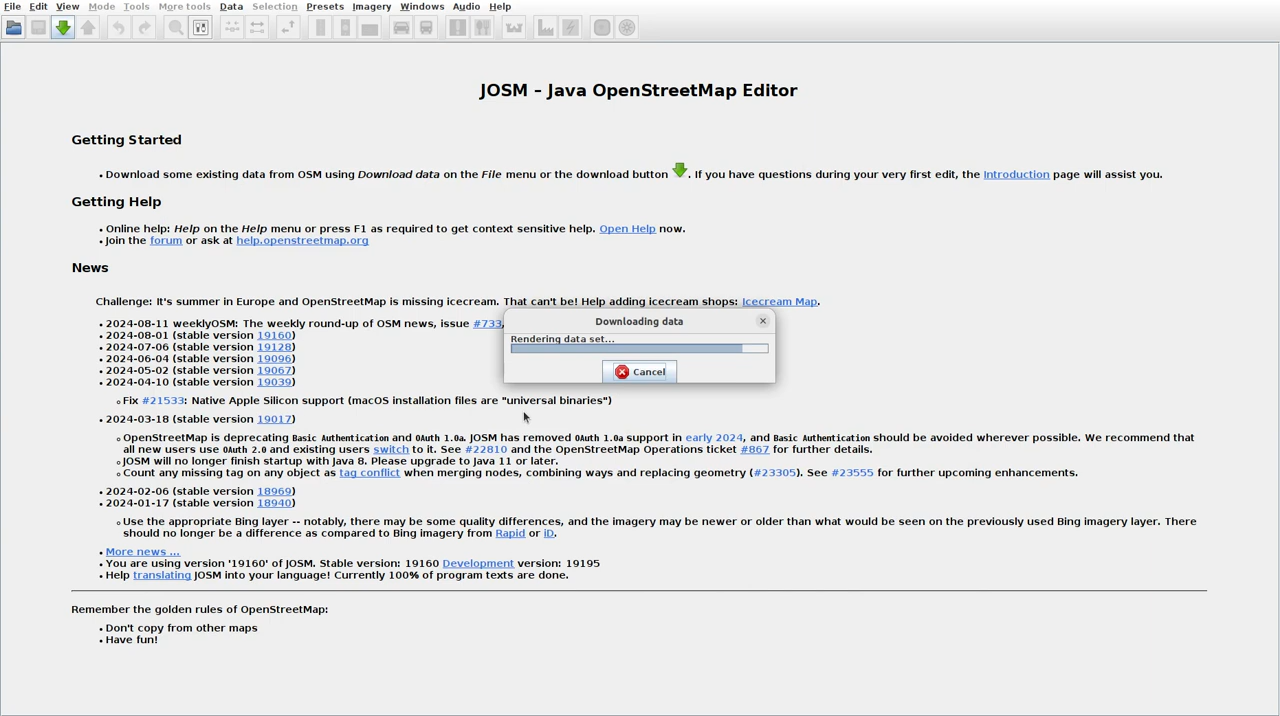 File Edit View Mode Tools More tools Data Selection Presets Imagery Windows Audio Help
JOSM – Java OpenStreetMap Editor
Getting Started
Download some existing data from OSM using Download data on the File menu or the download button . If you have questions during your very first edit, the Introduction page will assist you.
Getting Help
Online help: Help on the Help menu or press F1 as required to get context sensitive help. Open Help now.
Join the forum or ask at help.openstreetmap.org
News
Challenge: It's summer in Europe and OpenStreetMap is missing icecream. That can't be! Help adding icecream shops: Icecream Map.
2024-08-11 weeklyOSM: The weekly round-up of OSM news, issue #733,
2024-08-01 (stable version 19160)
2024-07-06 (stable version 19128)
2024-06-04 (stable version 19096)
2024-05-02 (stable version 19067)
2024-04-10 (stable version 19039)
Downloading data
Rendering data set...
Cancel
Fix #21533: Native Apple Silicon support (macOS installation files are "universal binaries")
2024-03-18 (stable version 19017)
OpenStreetMap is deprecating Basic Authentication and OAuth 1.0a. JOSM has removed OAuth 1.0a support in early 2024, and Basic Authentication should be avoided wherever possible. We recommend that
all new users use OAuth 2.0 and existing users switch to it. See #22810 and the OpenStreetMap Operations ticket #867 for further details.
JOSM will no longer finish startup with Java 8. Please upgrade to Java 11 or later.
Count any missing tag on any object as tag conflict when merging nodes, combining ways and replacing geometry (#23305). See #23555 for further upcoming enhancements.
2024-02-06 (stable version 18969)
2024-01-17 (stable version 18940)
Use the appropriate Bing layer -- notably, there may be some quality differences, and the imagery may be newer or older than what would be seen on the previously used Bing imagery layer. There
should no longer be a difference as compared to Bing imagery from Rapid or iD.
More news ...
You are using version '19160' of JOSM. Stable version: 19160 Development version: 19195
Help translating JOSM into your language! Currently 100% of program texts are done.
Remember the golden rules of OpenStreetMap:
Don't copy from other maps
Have fun!